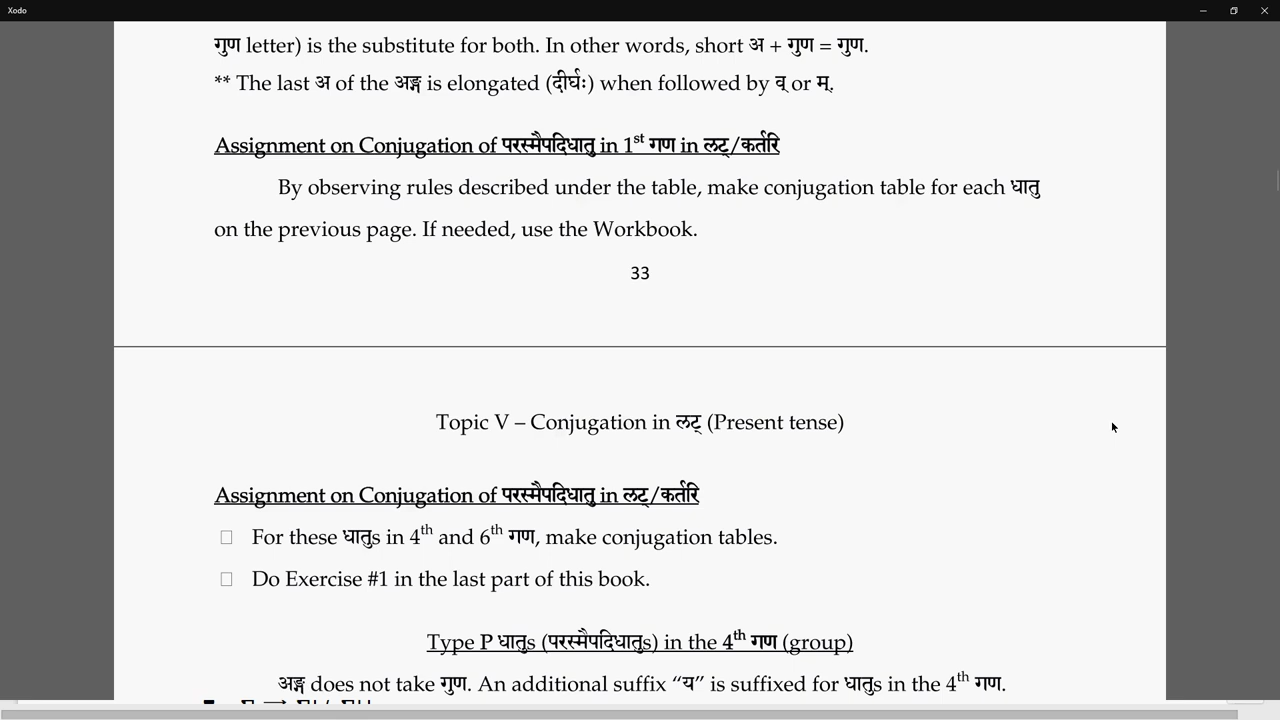 Xodo
गुण letter) is the substitute for both. In other words, short अ + गुण = गुण.
** The last अ of the अङ्ग is elongated (दीर्घः) when followed by व् or म्.
Assignment on Conjugation of परस्मैपदिधातु in 1st गण in लट्/कर्तरि
By observing rules described under the table, make conjugation table for each धातु
on the previous page. If needed, use the Workbook.
33
Topic V – Conjugation in लट् (Present tense)
Assignment on Conjugation of परस्मैपदिधातु in लट्/कर्तरि
For these धातुs in 4th and 6th गण, make conjugation tables.
Do Exercise #1 in the last part of this book.
Type P धातुs (परस्मैपदिधातुs) in the 4th गण (group)
अङ्ग does not take गुण. An additional suffix “य” is suffixed for धातुs in the 4th गण.